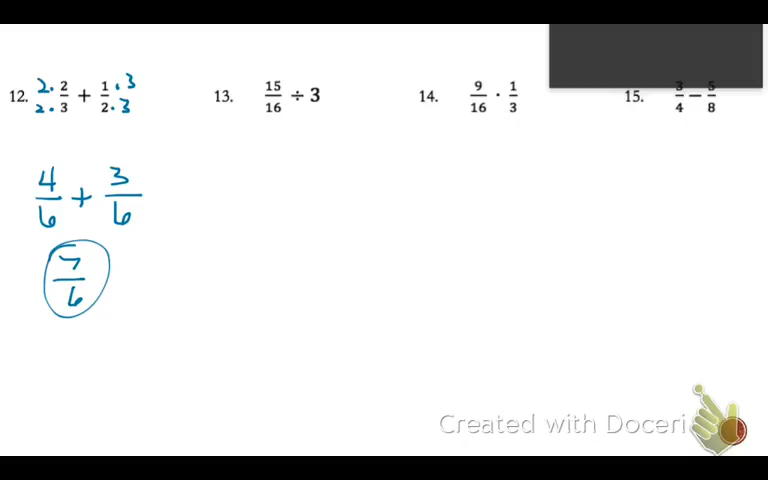 12. 2· 2/3 2· + 1/2 ·3 ·3
13. 15/16 ÷ 3
14. 9/16 · 1/3
15. 3/4 − 5/8
4/6 + 3/6
7/6
Created with Doceri